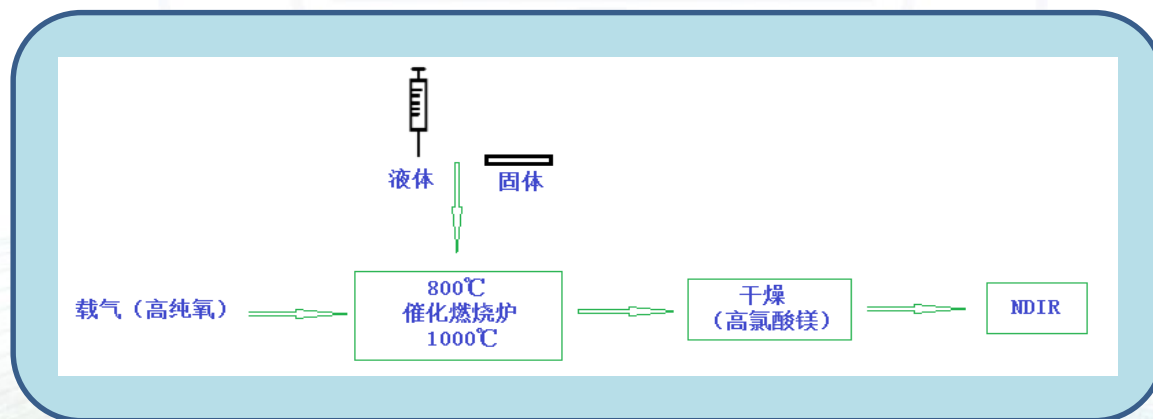 液体
固体
载气（高纯氧）
800℃
催化燃烧炉
1000℃
干燥
（高氯酸镁）
NDIR